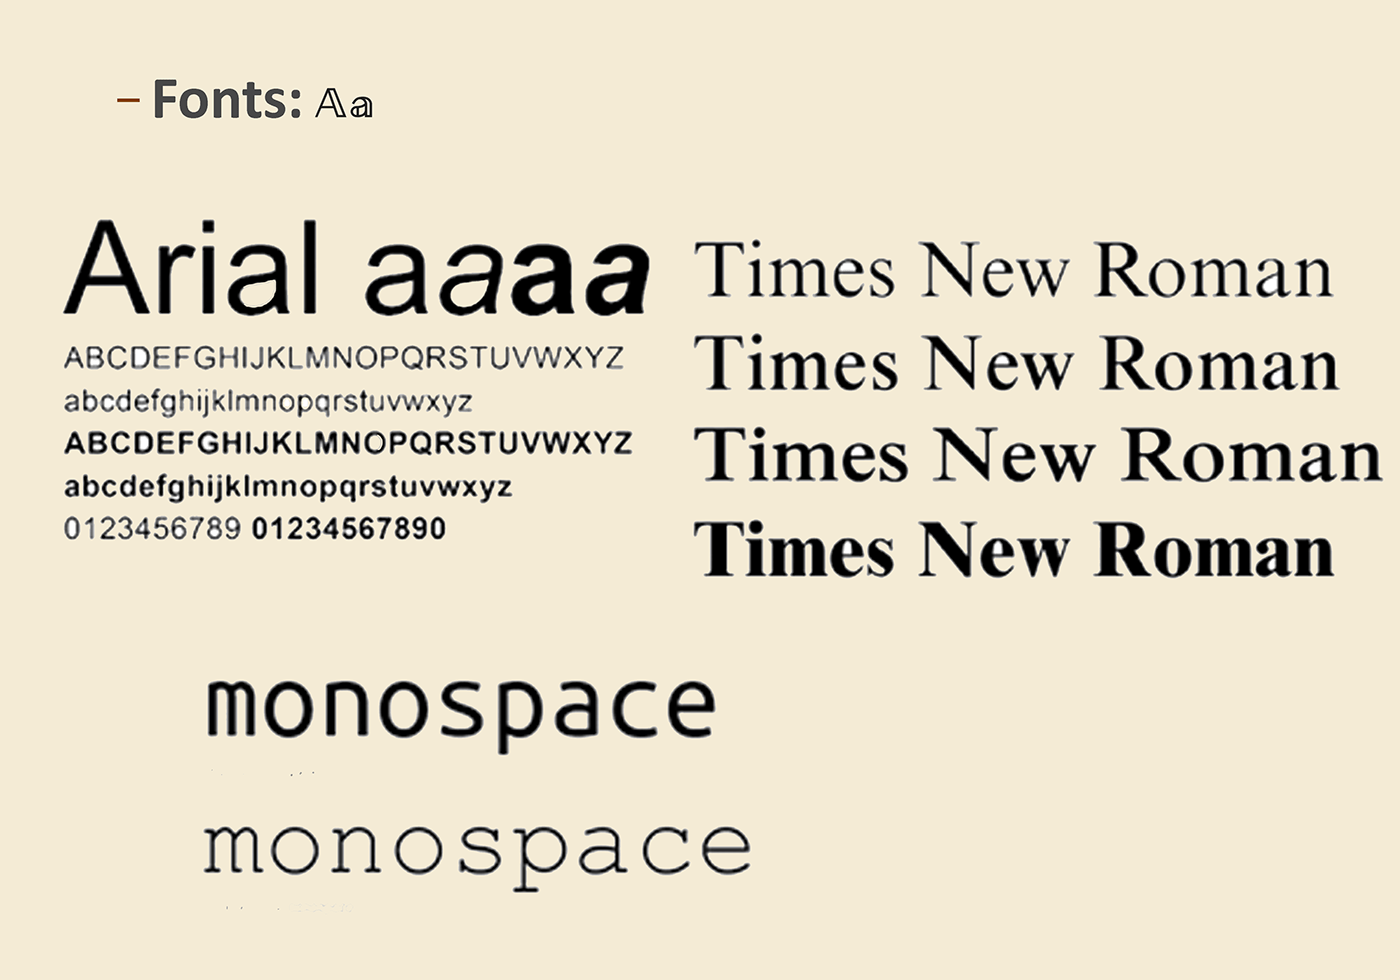 – Fonts: Aa
Arial aaaa
ABCDEFGHIJKLMNOPQRSTUVWXYZ
abcdefghijklmnopqrstuvwxyz
ABCDEFGHIJKLMNOPQRSTUVWXYZ
abcdefghijklmnopqrstuvwxyz
0123456789 01234567890
Times New Roman
Times New Roman
Times New Roman
Times New Roman
monospace
monospace